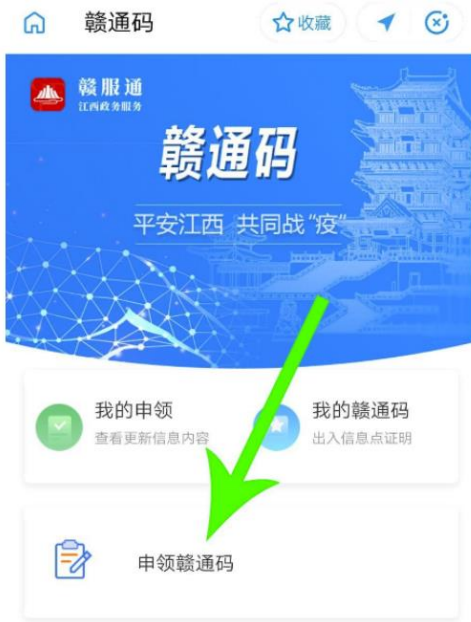 赣通码
收藏
赣服通
江西政务服务
赣通码
平安江西 共同战“疫”
我的申领
查看更新信息内容
我的赣通码
出入信息点证明
申领赣通码